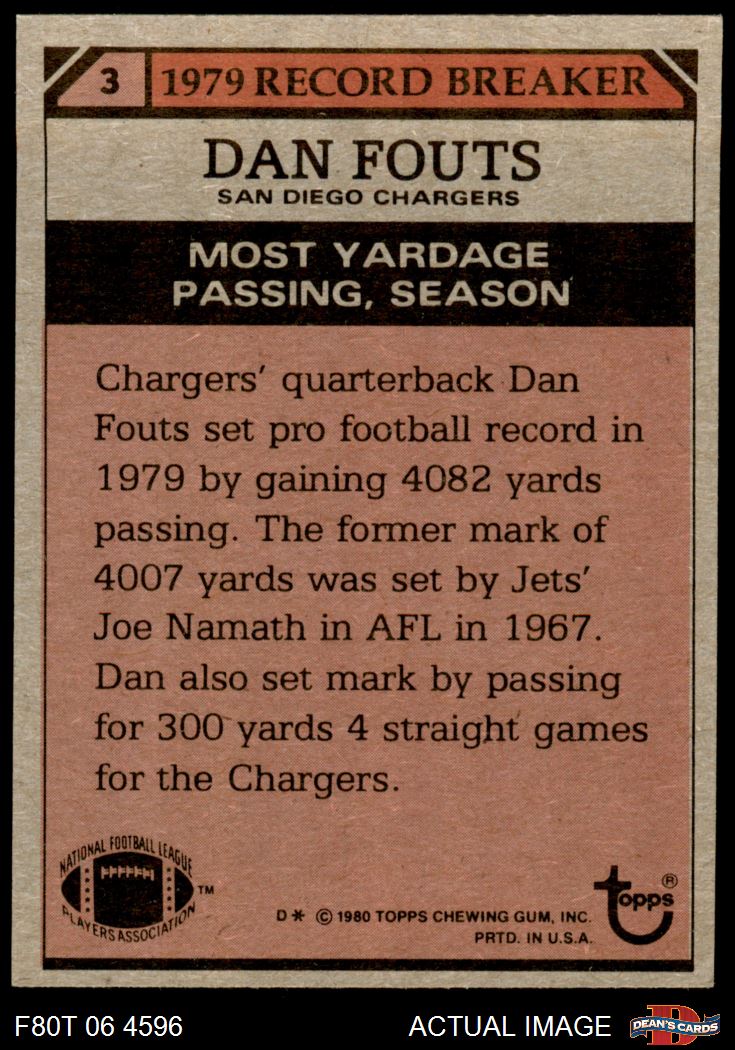 3 1979 RECORD BREAKER
DAN FOUTS
SAN DIEGO CHARGERS
MOST YARDAGE
PASSING, SEASON
Chargers' quarterback Dan
Fouts set pro football record in
1979 by gaining 4082 yards
passing. The former mark of
4007 yards was set by Jets'
Joe Namath in AFL in 1967.
Dan also set mark by passing
for 300 yards 4 straight games
for the Chargers.
NATIONAL FOOTBALL LEAGUE
PLAYERS ASSOCIATION
TM
D* © 1980 TOPPS CHEWING GUM, INC.
PRTD. IN U.S.A.
topps ®
F80T 06 4596
ACTUAL IMAGE
D
DEAN'S CARDS